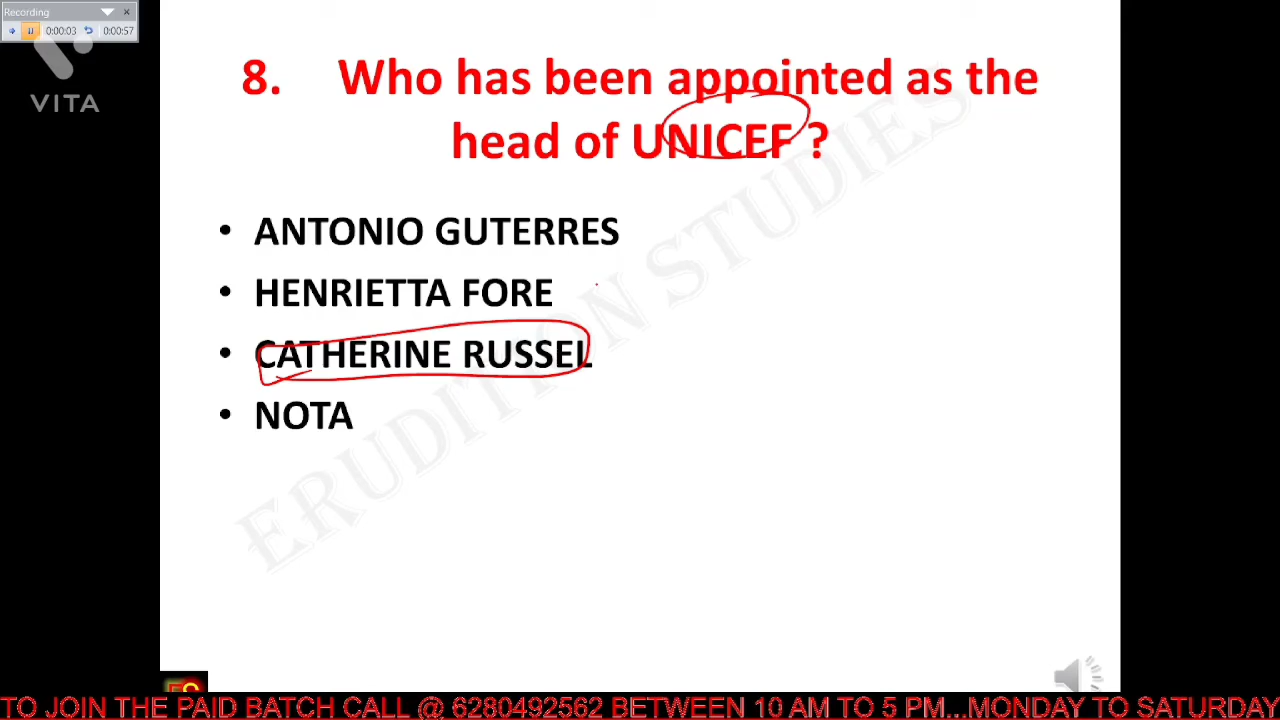 Recording
0:00:03 0:00:57
VITA
8. Who has been appointed as the
head of UNICEF ?
• ANTONIO GUTERRES
• HENRIETTA FORE
• CATHERINE RUSSEL
• NOTA
ERUDITION STUDIES
TO JOIN THE PAID BATCH CALL @ 6280492562 BETWEEN 10 AM TO 5 PM...MONDAY TO SATURDAY